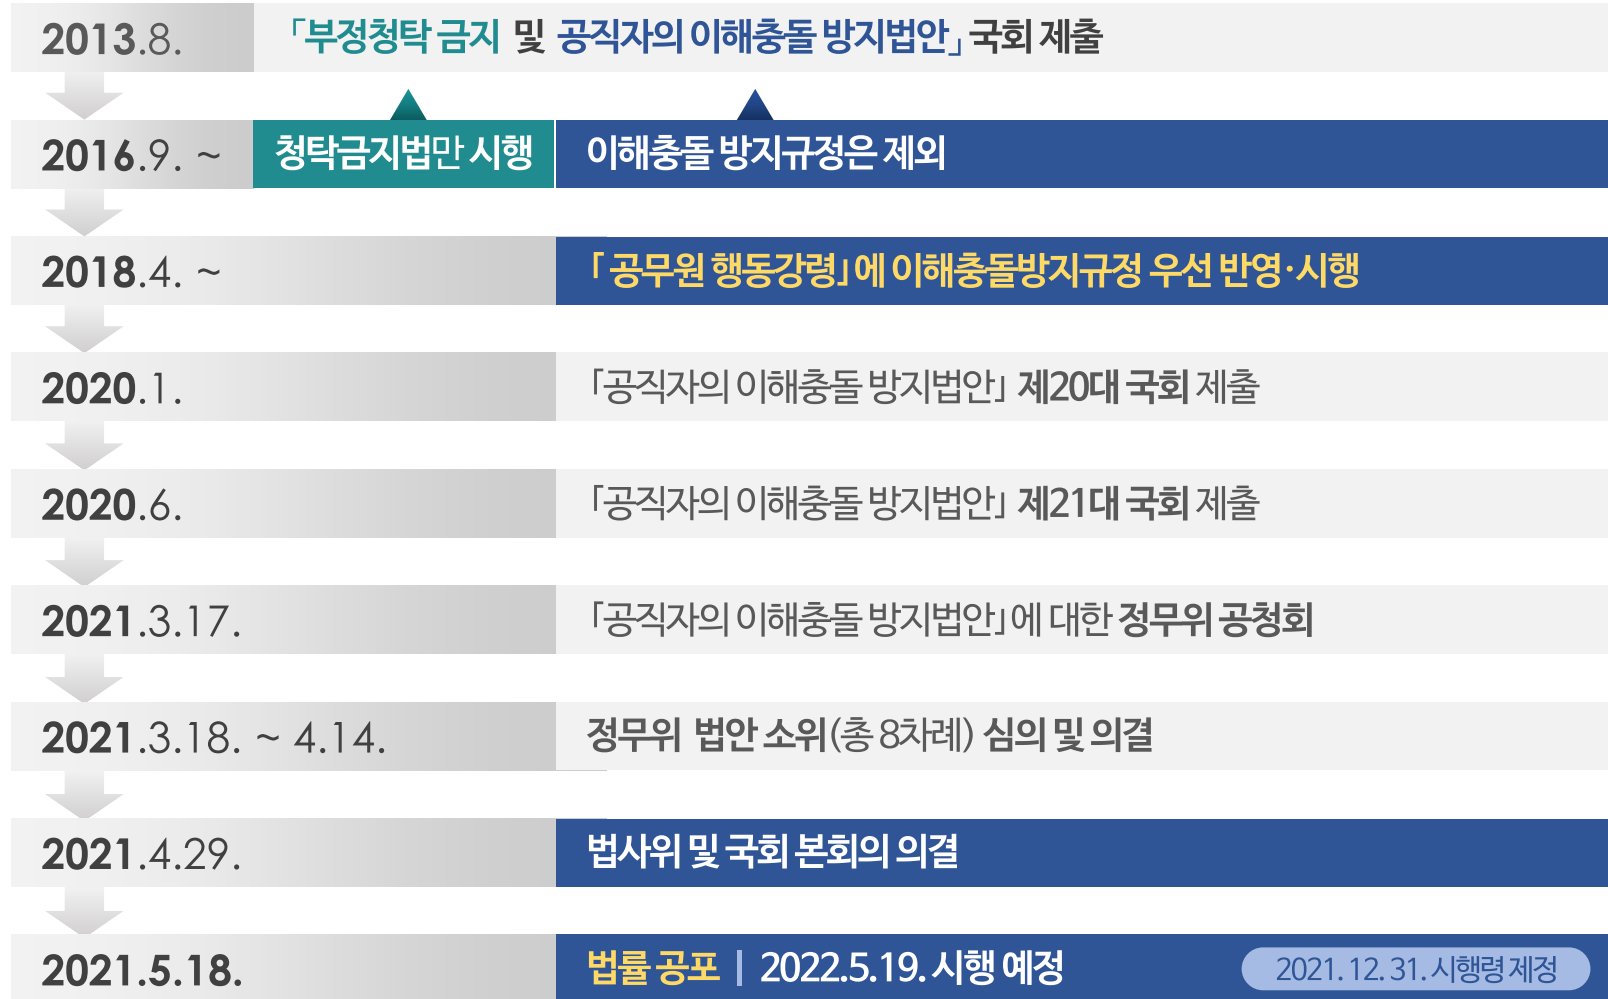 2013.8. 「부정청탁 금지 및 공직자의 이해충돌 방지법안」 국회 제출
2016.9. ~ 청탁금지법만 시행 이해충돌 방지규정은 제외
2018.4. ~ 「공무원 행동강령」에 이해충돌방지규정 우선 반영·시행
2020.1. 「공직자의 이해충돌 방지법안」 제20대 국회 제출
2020.6. 「공직자의 이해충돌 방지법안」 제21대 국회 제출
2021.3.17. 「공직자의 이해충돌 방지법안」에 대한 정무위 공청회
2021.3.18. ~ 4.14. 정무위 법안 소위(총 8차례) 심의 및 의결
2021.4.29. 법사위 및 국회 본회의 의결
2021.5.18. 법률 공포 | 2022.5.19. 시행 예정 2021. 12. 31. 시행령 제정